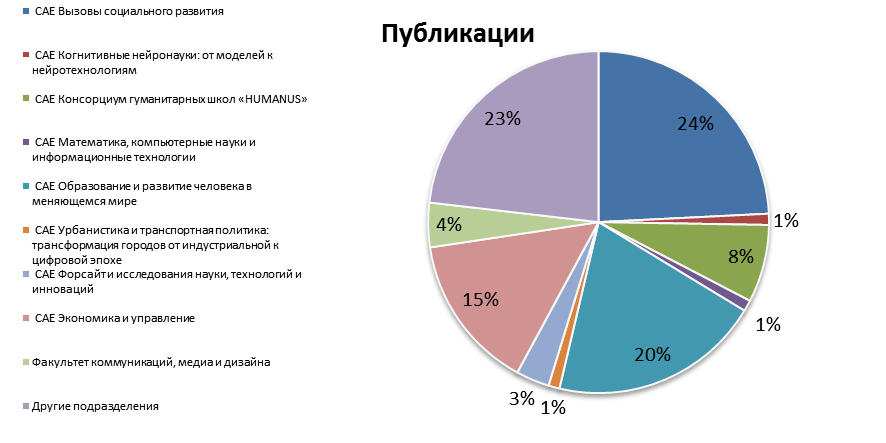 САЕ Вызовы социального развития
САЕ Когнитивные нейронауки: от моделей к
нейротехнологиям
САЕ Консорциум гуманитарных школ «HUMANUS»
САЕ Математика, компьютерные науки и
информационные технологии
САЕ Образование и развитие человека в
меняющемся мире
САЕ Урбанистика и транспортная политика:
трансформация городов от индустриальной к
цифровой эпохе
САЕ Форсайт и исследования науки, технологий и
инноваций
САЕ Экономика и управление
Факультет коммуникаций, медиа и дизайна
Другие подразделения
Публикации
24%
1%
8%
1%
20%
1%
3%
15%
4%
23%